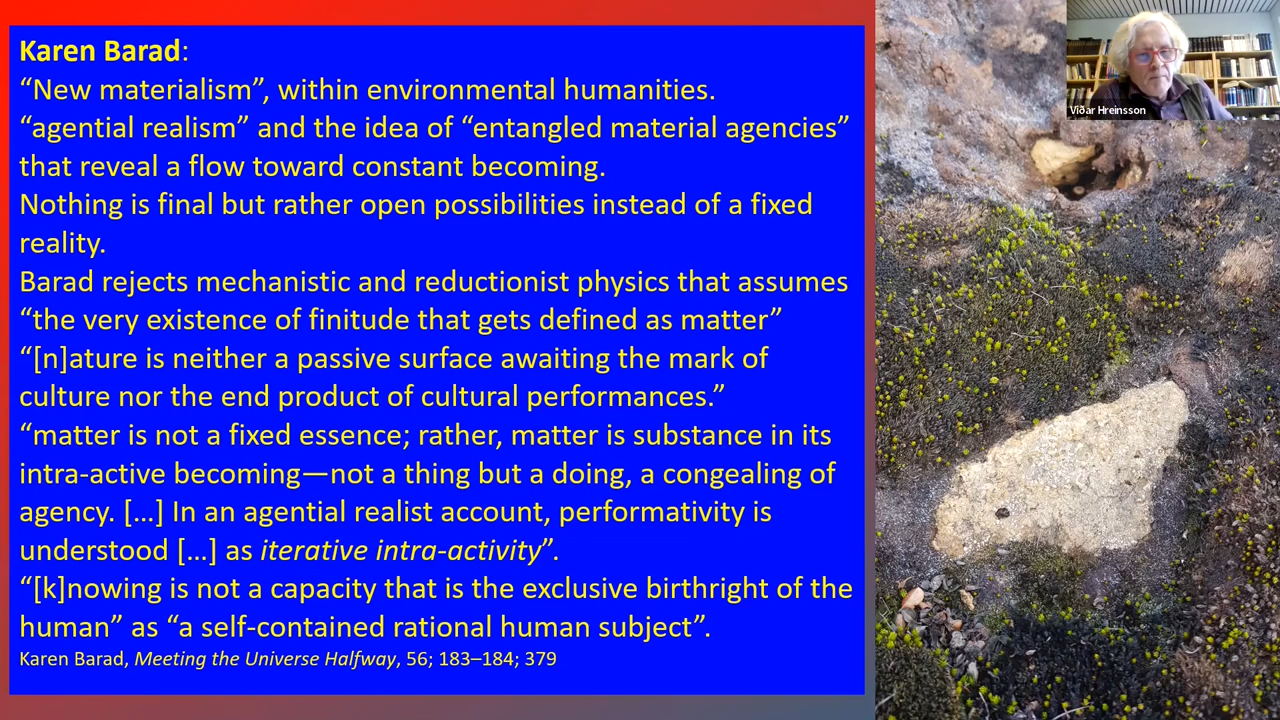 Karen Barad:
“New materialism”, within environmental humanities.
“agential realism” and the idea of “entangled material agencies”
that reveal a flow toward constant becoming.
Nothing is final but rather open possibilities instead of a fixed
reality.
Barad rejects mechanistic and reductionist physics that assumes
“the very existence of finitude that gets defined as matter”
“[n]ature is neither a passive surface awaiting the mark of
culture nor the end product of cultural performances.”
“matter is not a fixed essence; rather, matter is substance in its
intra-active becoming—not a thing but a doing, a congealing of
agency. […] In an agential realist account, performativity is
understood […] as iterative intra-activity”.
“[k]nowing is not a capacity that is the exclusive birthright of the
human” as “a self-contained rational human subject”.
Karen Barad, Meeting the Universe Halfway, 56; 183–184; 379
Viðar Hreinsson